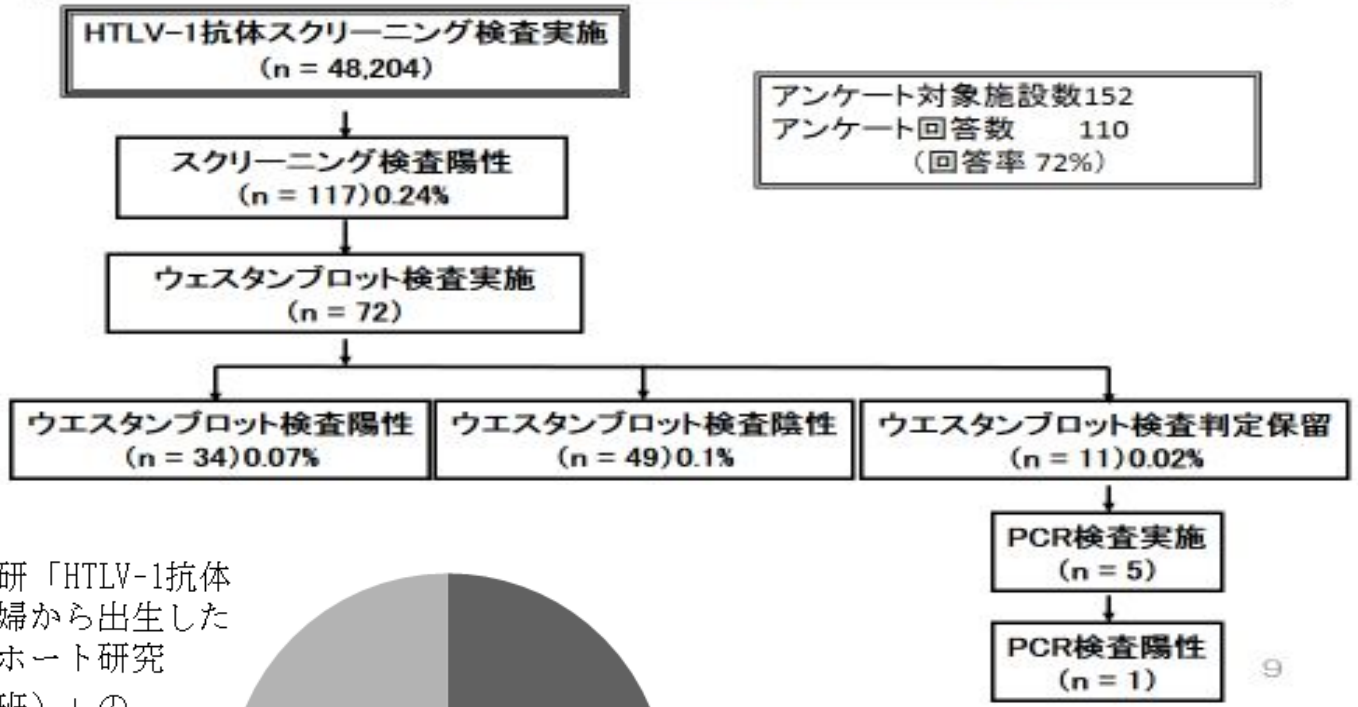 HTLV-1抗体スクリーニング検査実施
(n = 48,204)
アンケート対象施設数152
アンケート回答数 110
(回答率 72%)
スクリーニング検査陽性
(n = 117)0.24%
ウェスタンブロット検査実施
(n = 72)
ウエスタンブロット検査陽性
(n = 34)0.07%
ウエスタンブロット検査陰性
(n = 49)0.1%
ウエスタンブロット検査判定保留
(n = 11)0.02%
PCR検査実施
(n = 5)
PCR検査陽性
(n = 1)
9
研「HTLV-1抗体
婦から出生した
ホート研究
班)」の